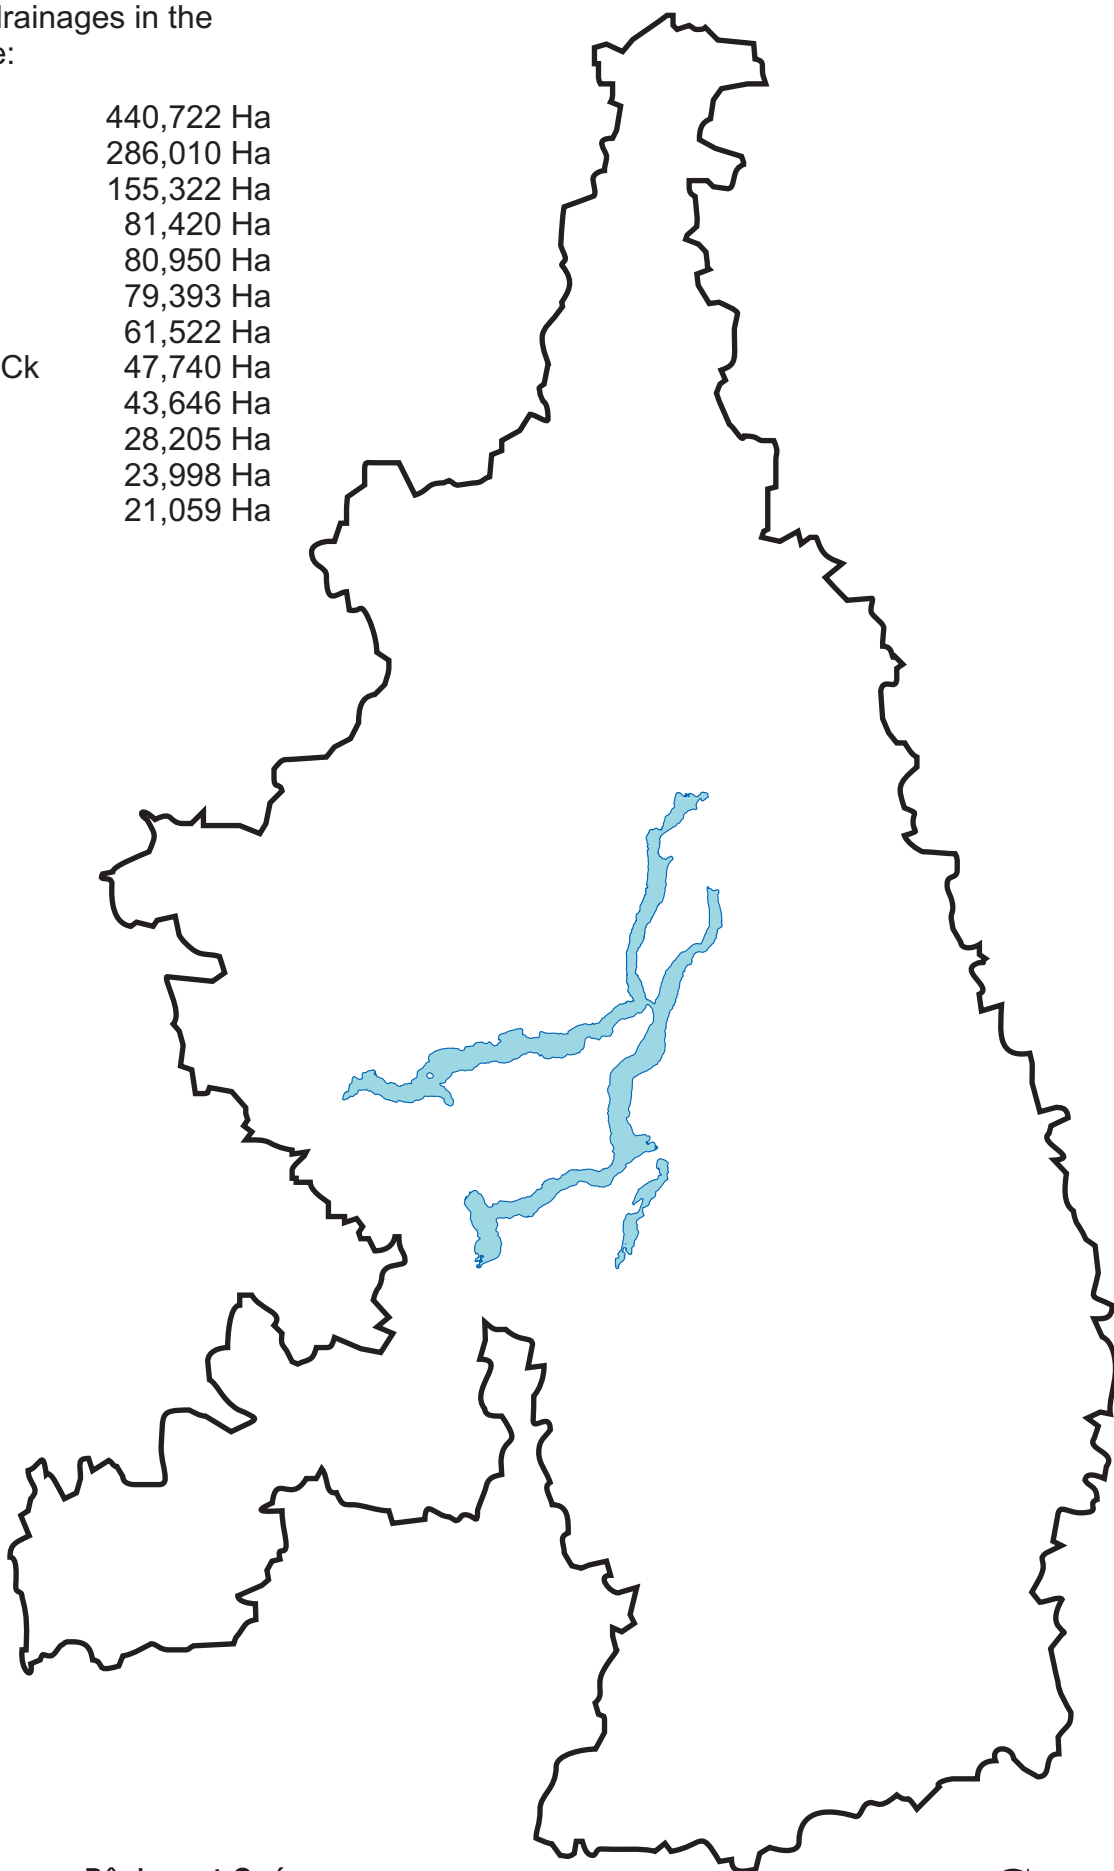 drainages in the
e:
440,722 Ha
286,010 Ha
155,322 Ha
81,420 Ha
80,950 Ha
79,393 Ha
61,522 Ha
Ck 47,740 Ha
43,646 Ha
28,205 Ha
23,998 Ha
21,059 Ha